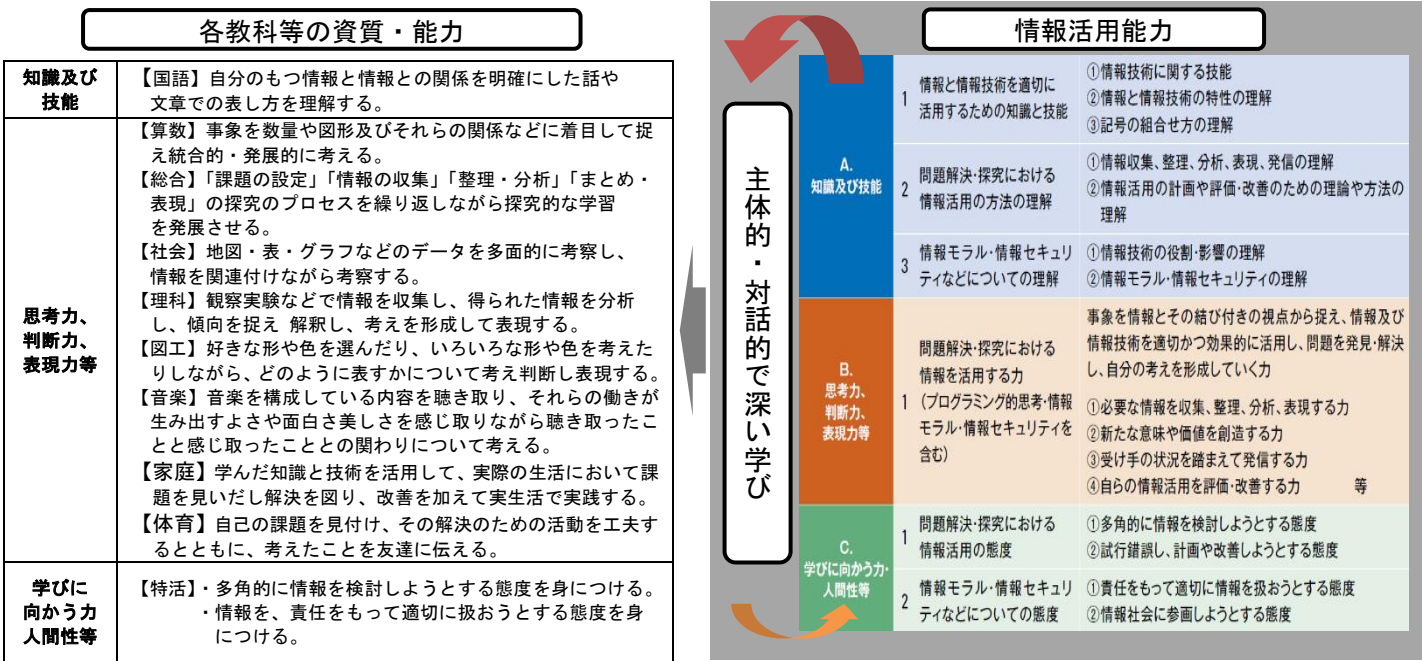 各教科等の資質・能力
知識及び
技能
【国語】自分のもつ情報と情報との関係を明確にした話や
文章での表し方を理解する。
思考力、
判断力、
表現力等
【算数】事象を数量や図形及びそれらの関係などに着目して捉
え統合的・発展的に考える。
【総合】「課題の設定」「情報の収集」「整理・分析」「まとめ・
表現」の探究のプロセスを繰り返しながら探究的な学習
を発展させる。
【社会】地図・表・グラフなどのデータを多面的に考察し、
情報を関連付けながら考察する。
【理科】観察実験などで情報を収集し、得られた情報を分析
し、傾向を捉え 解釈し、考えを形成して表現する。
【図工】好きな形や色を選んだり、いろいろな形や色を考えた
りしながら、どのように表すかについて考え判断し表現する。
【音楽】音楽を構成している内容を聴き取り、それらの働きが
生み出すよさや面白さ美しさを感じ取りながら聴き取ったこ
とと感じ取ったこととの関わりについて考える。
【家庭】学んだ知識と技術を活用して、実際の生活において課
題を見いだし解決を図り、改善を加えて実生活で実践する。
【体育】自己の課題を見付け、その解決のための活動を工夫す
るとともに、考えたことを友達に伝える。
学びに
向かう力
人間性等
【特活】・多角的に情報を検討しようとする態度を身につける。
・情報を、責任をもって適切に扱おうとする態度を身
につける。
主体的・対話的で深い学び
情報活用能力
A.
知識及び技能
1
情報と情報技術を適切に
活用するための知識と技能
①情報技術に関する技能
②情報と情報技術の特性の理解
③記号の組合せ方の理解
2
問題解決・探究における
情報活用の方法の理解
①情報収集、整理、分析、表現、発信の理解
②情報活用の計画や評価・改善のための理論や方法の
理解
3
情報モラル・情報セキュリ
ティなどについての理解
①情報技術の役割・影響の理解
②情報モラル・情報セキュリティの理解
B.
思考力、
判断力、
表現力等
1
問題解決・探究における
情報を活用する力
(プログラミング的思考・情報
モラル・情報セキュリティを
含む)
事象を情報とその結び付きの視点から捉え、情報及び
情報技術を適切かつ効果的に活用し、問題を発見・解決
し、自分の考えを形成していく力
①必要な情報を収集、整理、分析、表現する力
②新たな意味や価値を創造する力
③受け手の状況を踏まえて発信する力
④自らの情報活用を評価・改善する力 等
C.
学びに向かう力・
人間性等
1
問題解決・探究における
情報活用の態度
①多角的に情報を検討しようとする態度
②試行錯誤し、計画や改善しようとする態度
2
情報モラル・情報セキュリ
ティなどについての態度
①責任をもって適切に情報を扱おうとする態度
②情報社会に参画しようとする態度